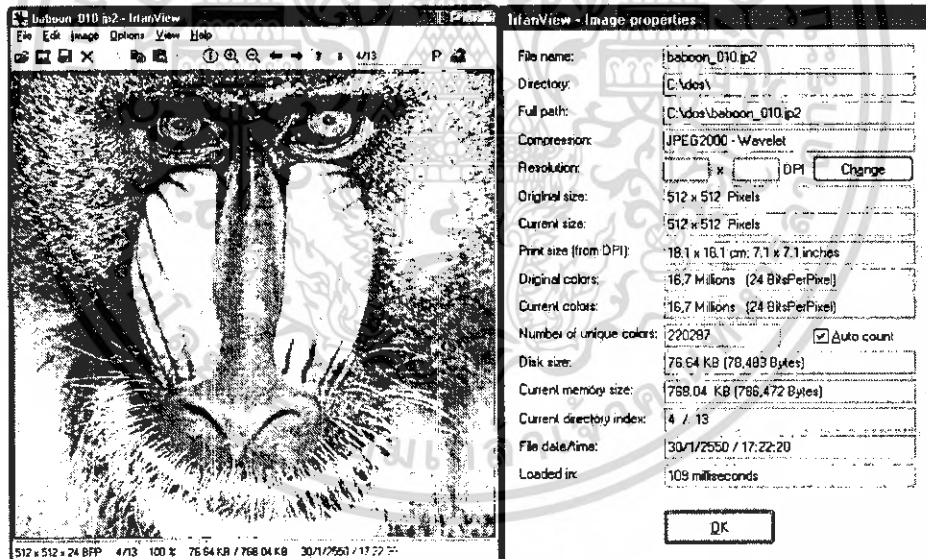 baboon_010.jp2 - IrfanView
File Edit Image Options View Help
4/13
512 x 512 x 24 BPP 4/13 100 % 76.64 KB / 768.04 KB 30/1/2550 / 17:22:20
IrfanView - Image properties
File name: baboon_010.jp2
Directory: C:\dos\
Full path: C:\dos\baboon_010.jp2
Compression: JPEG2000 - Wavelet
Resolution: x DPI Change
Original size: 512 x 512 Pixels
Current size: 512 x 512 Pixels
Print size (from DPI): 18.1 x 18.1 cm; 7.1 x 7.1 inches
Original colors: 16,7 Millions (24 BitsPerPixel)
Current colors: 16,7 Millions (24 BitsPerPixel)
Number of unique colors: 220297 Auto count
Disk size: 76.64 KB (78,483 Bytes)
Current memory size: 768.04 KB (786,472 Bytes)
Current directory index: 4 / 13
File date/time: 30/1/2550 / 17:22:20
Loaded in: 109 milliseconds
OK